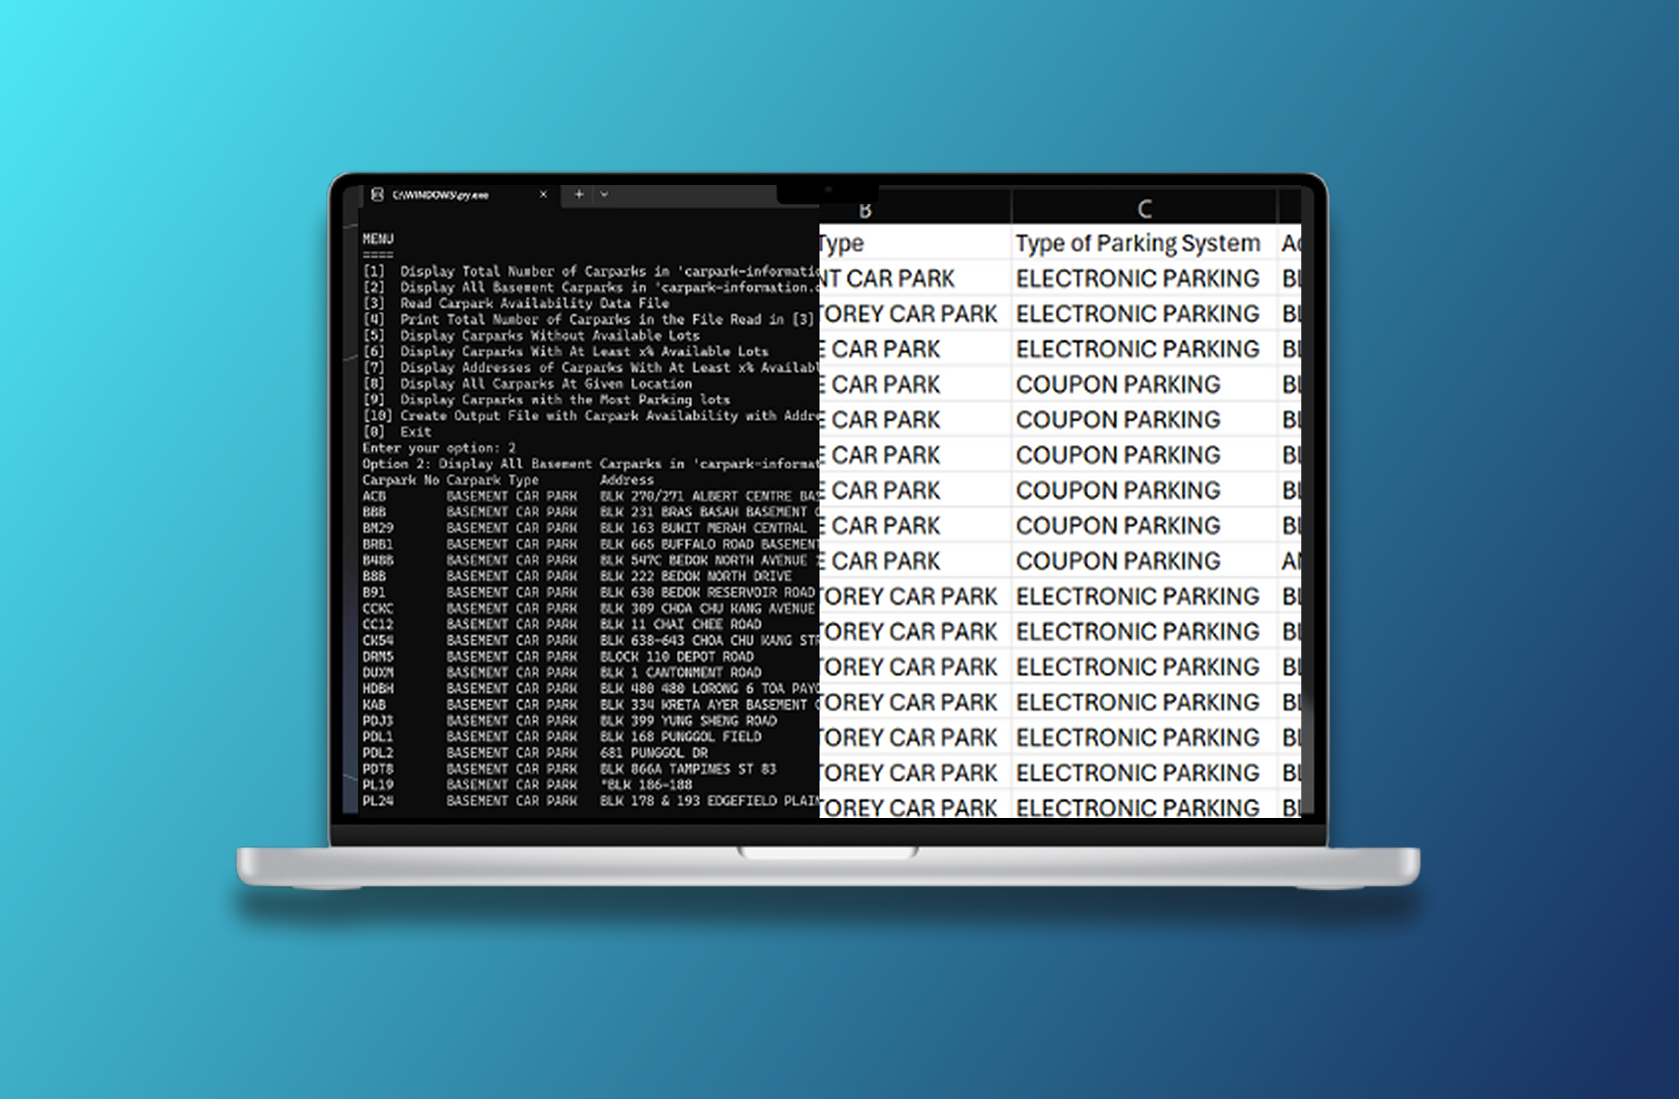 C:\WINDOWS\py.exe
MENU
====
[1] Display Total Number of Carparks in 'carpark-informatio
[2] Display All Basement Carparks in 'carpark-information.c
[3] Read Carpark Availability Data File
[4] Print Total Number of Carparks in the File Read in [3]
[5] Display Carparks Without Available Lots
[6] Display Carparks With At Least x% Available Lots
[7] Display Addresses of Carparks With At Least x% Availabl
[8] Display All Carparks At Given Location
[9] Display Carparks with the Most Parking lots
[10] Create Output File with Carpark Availability with Addre
[0] Exit
Enter your option: 2
Option 2: Display All Basement Carparks in 'carpark-informat
Carpark No Carpark Type Address
ACB BASEMENT CAR PARK BLK 270/271 ALBERT CENTRE BAS
BBB BASEMENT CAR PARK BLK 231 BRAS BASAH BASEMENT C
BM29 BASEMENT CAR PARK BLK 163 BUKIT MERAH CENTRAL
BRB1 BASEMENT CAR PARK BLK 665 BUFFALO ROAD BASEMENT
B48B BASEMENT CAR PARK BLK 547C BEDOK NORTH AVENUE
B8B BASEMENT CAR PARK BLK 222 BEDOK NORTH DRIVE
B91 BASEMENT CAR PARK BLK 630 BEDOK RESERVOIR ROAD
CCKC BASEMENT CAR PARK BLK 309 CHOA CHU KANG AVENUE
CC12 BASEMENT CAR PARK BLK 11 CHAI CHEE ROAD
CK54 BASEMENT CAR PARK BLK 638-643 CHOA CHU KANG STR
DRM5 BASEMENT CAR PARK BLOCK 110 DEPOT ROAD
DUXM BASEMENT CAR PARK BLK 1 CANTONMENT ROAD
HDBH BASEMENT CAR PARK BLK 480 480 LORONG 6 TOA PAYO
KAB BASEMENT CAR PARK BLK 334 KRETA AYER BASEMENT C
PDJ3 BASEMENT CAR PARK BLK 399 YUNG SHENG ROAD
PDL1 BASEMENT CAR PARK BLK 168 PUNGGOL FIELD
PDL2 BASEMENT CAR PARK 681 PUNGGOL DR
PDT8 BASEMENT CAR PARK BLK 866A TAMPINES ST 83
PL19 BASEMENT CAR PARK "BLK 186-188
PL24 BASEMENT CAR PARK BLK 178 & 193 EDGEFIELD PLAIN
B C
Type Type of Parking System Ad
NT CAR PARK ELECTRONIC PARKING BL
TOREY CAR PARK ELECTRONIC PARKING BL
E CAR PARK ELECTRONIC PARKING BL
E CAR PARK COUPON PARKING BL
E CAR PARK COUPON PARKING BL
E CAR PARK COUPON PARKING BL
E CAR PARK COUPON PARKING BL
E CAR PARK COUPON PARKING BL
E CAR PARK COUPON PARKING AN
TOREY CAR PARK ELECTRONIC PARKING BL
TOREY CAR PARK ELECTRONIC PARKING BL
TOREY CAR PARK ELECTRONIC PARKING BL
TOREY CAR PARK ELECTRONIC PARKING BL
TOREY CAR PARK ELECTRONIC PARKING BL
TOREY CAR PARK ELECTRONIC PARKING BL
TOREY CAR PARK ELECTRONIC PARKING BL